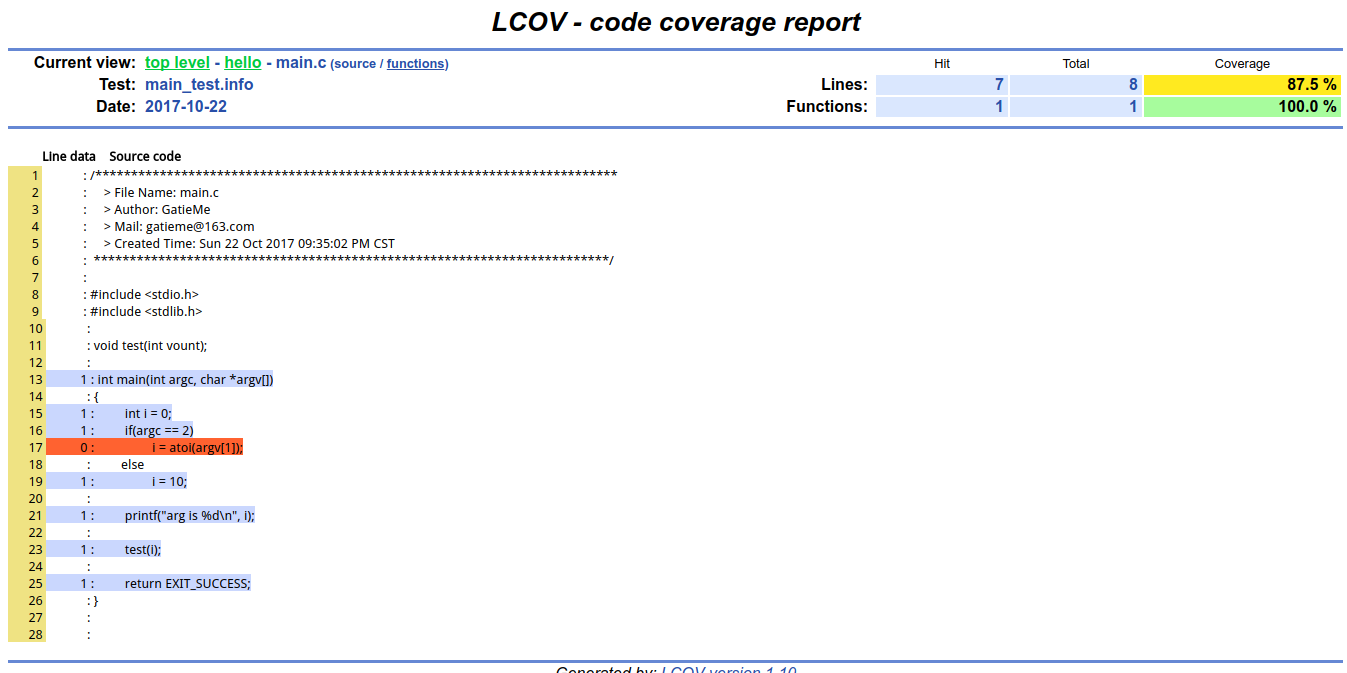 LCOV - code coverage report
Current view: top level - hello - main.c (source / functions) Hit Total Coverage
Test: main_test.info Lines: 7 8 87.5 %
Date: 2017-10-22 Functions: 1 1 100.0 %
Line data Source code
1 : /*************************************************************************
2 : > File Name: main.c
3 : > Author: GatieMe
4 : > Mail: gatieme@163.com
5 : > Created Time: Sun 22 Oct 2017 09:35:02 PM CST
6 : ************************************************************************/
7 :
8 : #include <stdio.h>
9 : #include <stdlib.h>
10 :
11 : void test(int vount);
12 :
13 1 : int main(int argc, char *argv[])
14 : {
15 1 : int i = 0;
16 1 : if(argc == 2)
17 0 : i = atoi(argv[1]);
18 : else
19 1 : i = 10;
20 :
21 1 : printf("arg is %d\n", i);
22 :
23 1 : test(i);
24 :
25 1 : return EXIT_SUCCESS;
26 : }
27 :
28 :
Generated by: LCOV version 1.10